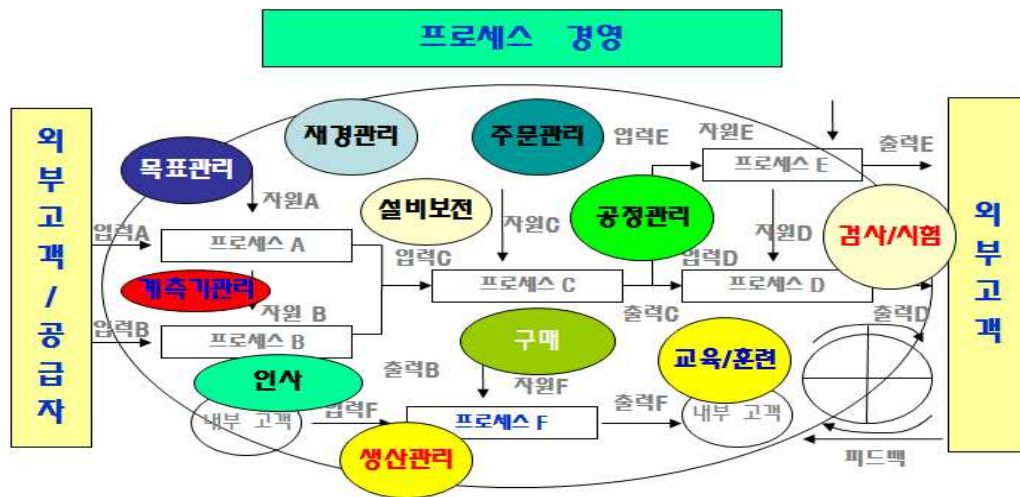 프로세스 경영
외부고객/공급자
외부고객
재경관리
주문관리
목표관리
입력E
자원E
프로세스 E
출력E
자원A
설비보전
자원C
공정관리
자원D
검사/시험
입력A
프로세스 A
입력C
프로세스 C
입력D
프로세스 D
계측기관리
자원 B
출력C
출력D
입력B
프로세스 B
구매
교육/훈련
인사
출력B
자원F
내부 고객
입력F
프로세스 F
출력F
내부 고객
생산관리
피드백